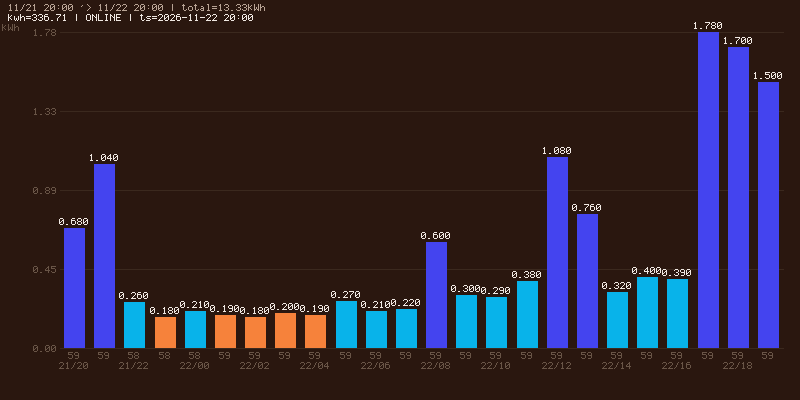 11/21 20:00 -> 11/22 20:00 | total=13.33KWh
Kwh=336.71 | ONLINE | ts=2026-11-22 20:00
KWh
1.78
1.33
0.89
0.45
0.00
0.680 1.040 0.260 0.180 0.210 0.190 0.180 0.200 0.190 0.270 0.210 0.220 0.600 0.300 0.290 0.380 1.080 0.760 0.320 0.400 0.390 1.780 1.700 1.500
59 59 58 58 58 59 59 59 59 59 59 59 59 59 59 59 59 59 59 59 59 59 59 59
21/20 21/22 22/00 22/02 22/04 22/06 22/08 22/10 22/12 22/14 22/16 22/18